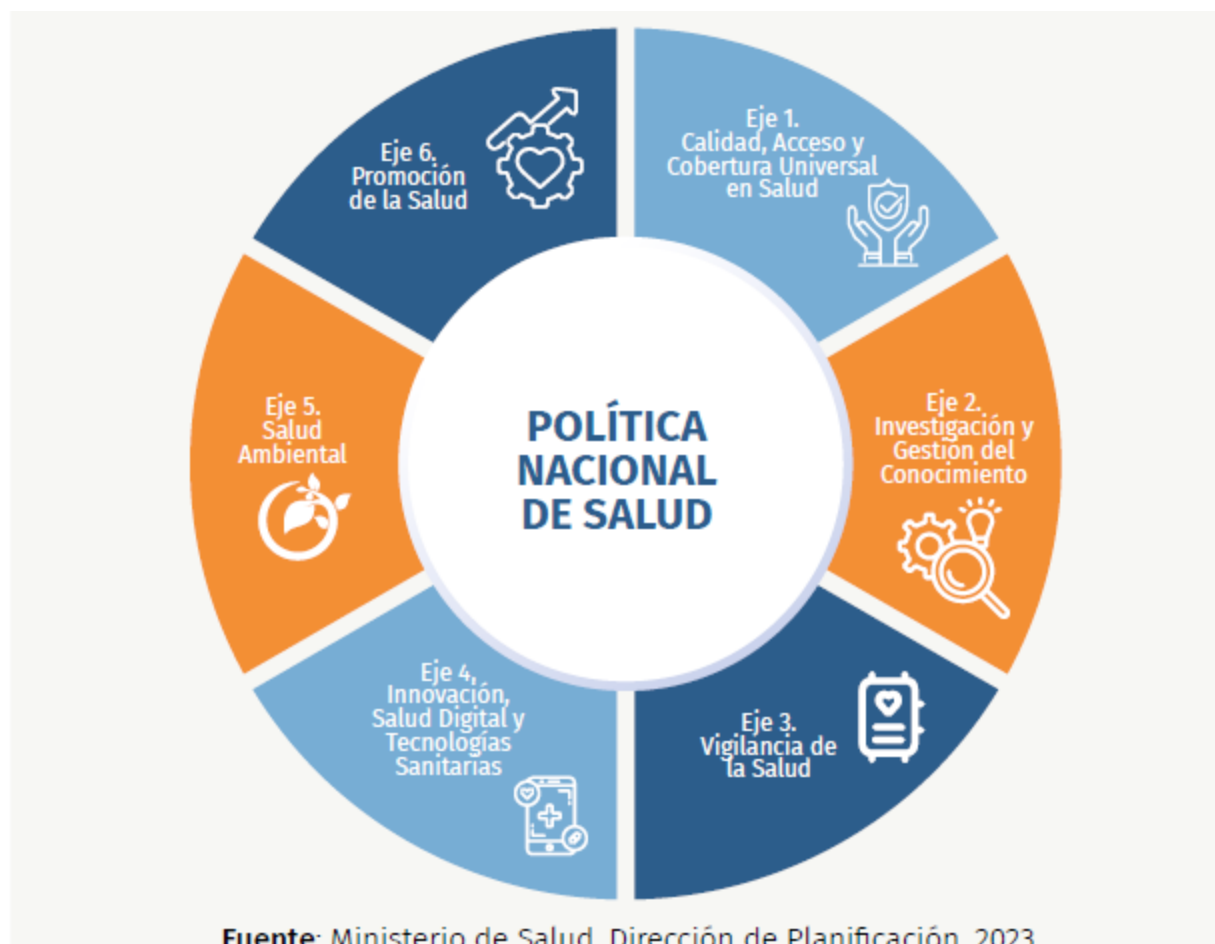 Eje 1.
Calidad, Acceso y
Cobertura Universal
en Salud
Eje 2.
Investigación y
Gestión del
Conocimiento
Eje 3.
Vigilancia de
la Salud
Eje 4,
Innovación,
Salud Digital y
Tecnologías
Sanitarias
Eje 5.
Salud
Ambiental
Eje 6.
Promoción
de la Salud
POLÍTICA
NACIONAL
DE SALUD
Fuente: Ministerio de Salud, Dirección de Planificación, 2023